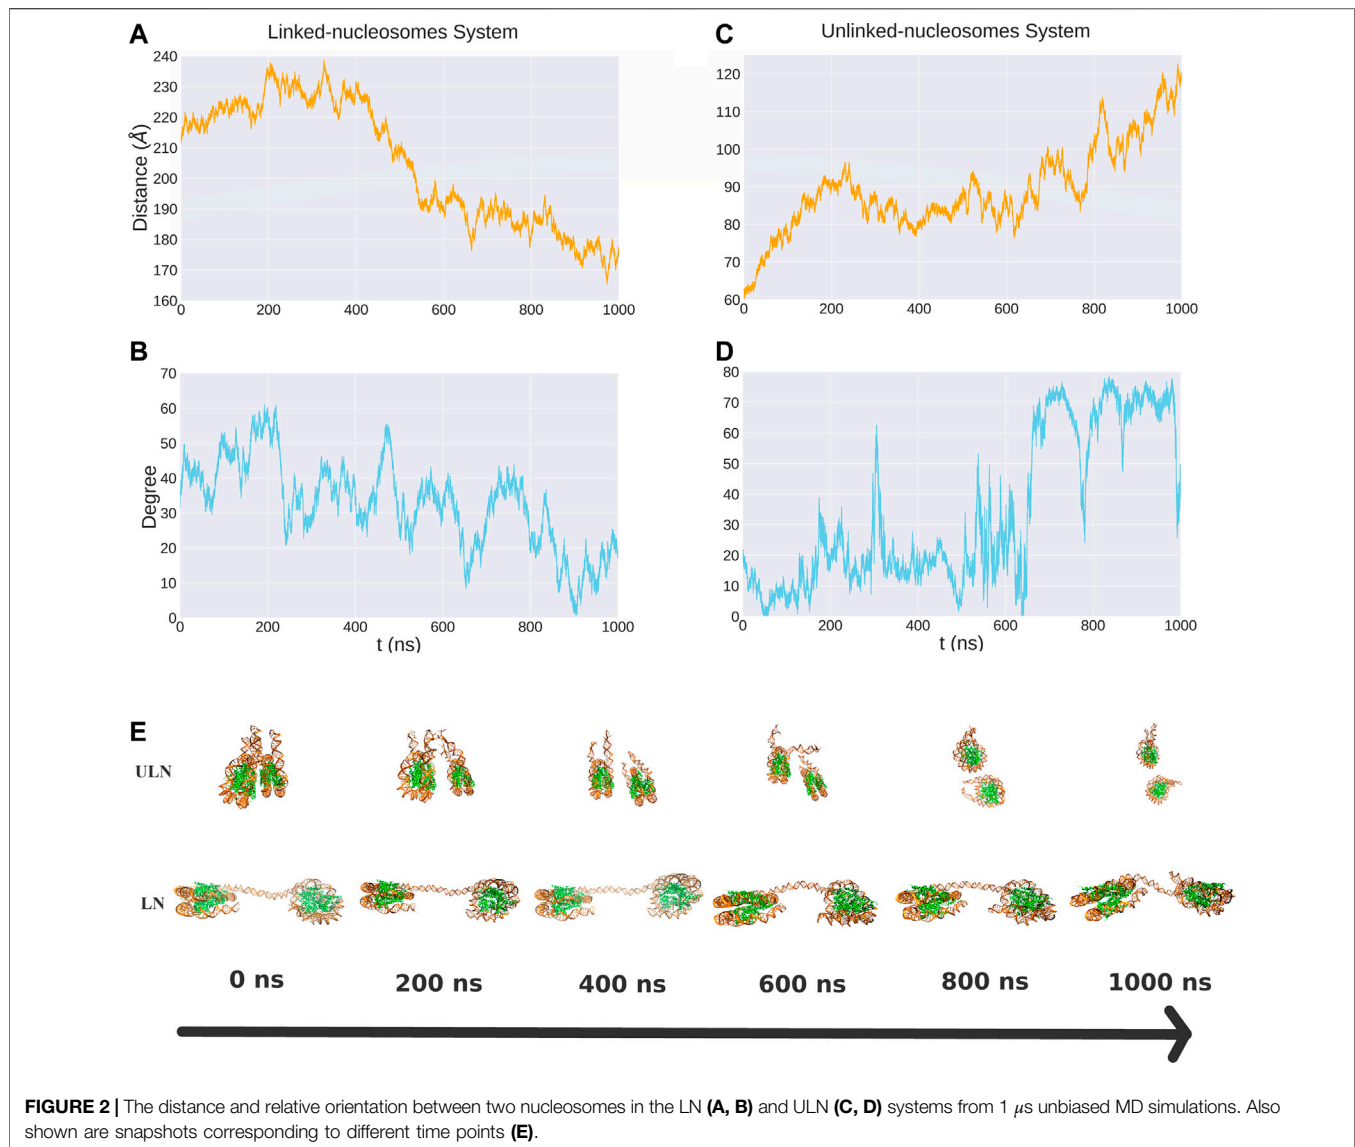 A
Linked-nucleosomes System
240
230
220
210
200
190
180
170
160
Distance (Å)
0 200 400 600 800 1000
C
Unlinked-nucleosomes System
120
110
100
90
80
70
60
0 200 400 600 800 1000
B
70
60
50
40
30
20
10
0
Degree
0 200 400 600 800 1000
t (ns)
D
80
70
60
50
40
30
20
10
0
0 200 400 600 800 1000
t (ns)
E
ULN
LN
0 ns 200 ns 400 ns 600 ns 800 ns 1000 ns
FIGURE 2 | The distance and relative orientation between two nucleosomes in the LN (A, B) and ULN (C, D) systems from 1 μs unbiased MD simulations. Also
shown are snapshots corresponding to different time points (E).